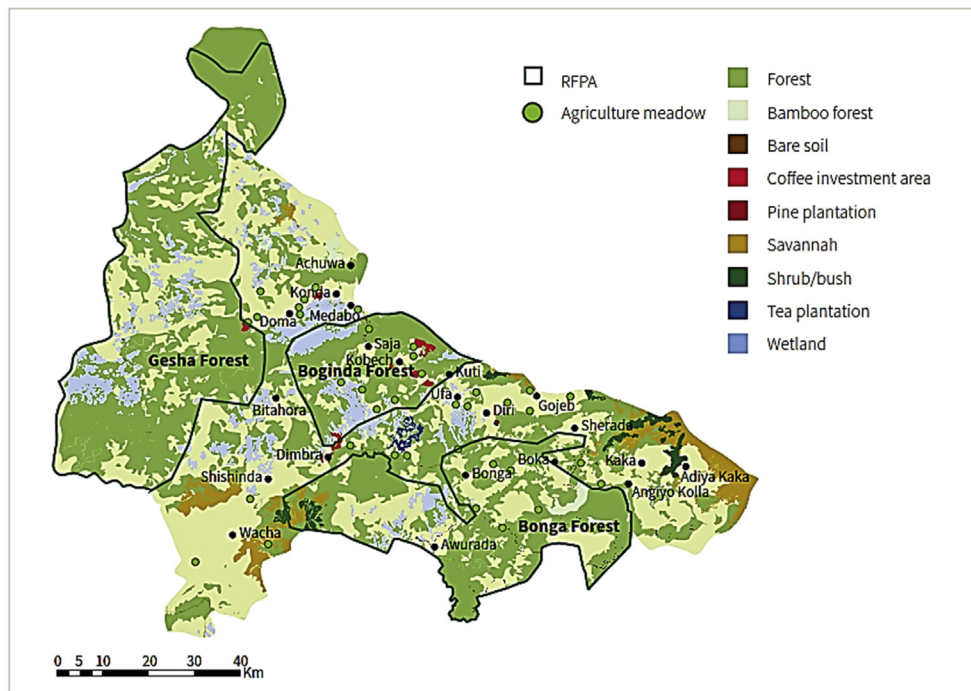 RFPA
Agriculture meadow
Forest
Bamboo forest
Bare soil
Coffee investment area
Pine plantation
Savannah
Shrub/bush
Tea plantation
Wetland
Achuwa
Konda
Medabo
Doma
Saja
Kobech
Gesha Forest
Boginda Forest
Kuti
Ufa
Bitahora
Diri
Gojeb
Sherada
Dimbra
Boka
Kaka
Shishinda
Bonga
Adiya Kaka
Angiyo Kolla
Bonga Forest
Wacha
Awurada
0 5 10 20 30 40
Km